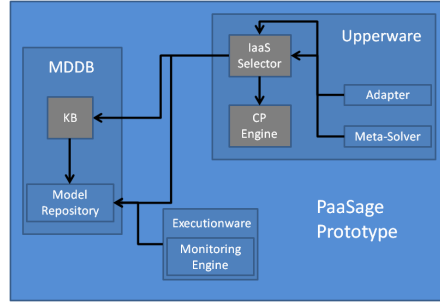 MDDB
KB
Model
Repository
Upperware
IaaS
Selector
CP
Engine
Adapter
Meta-Solver
Executionware
Monitoring
Engine
PaaSage
Prototype